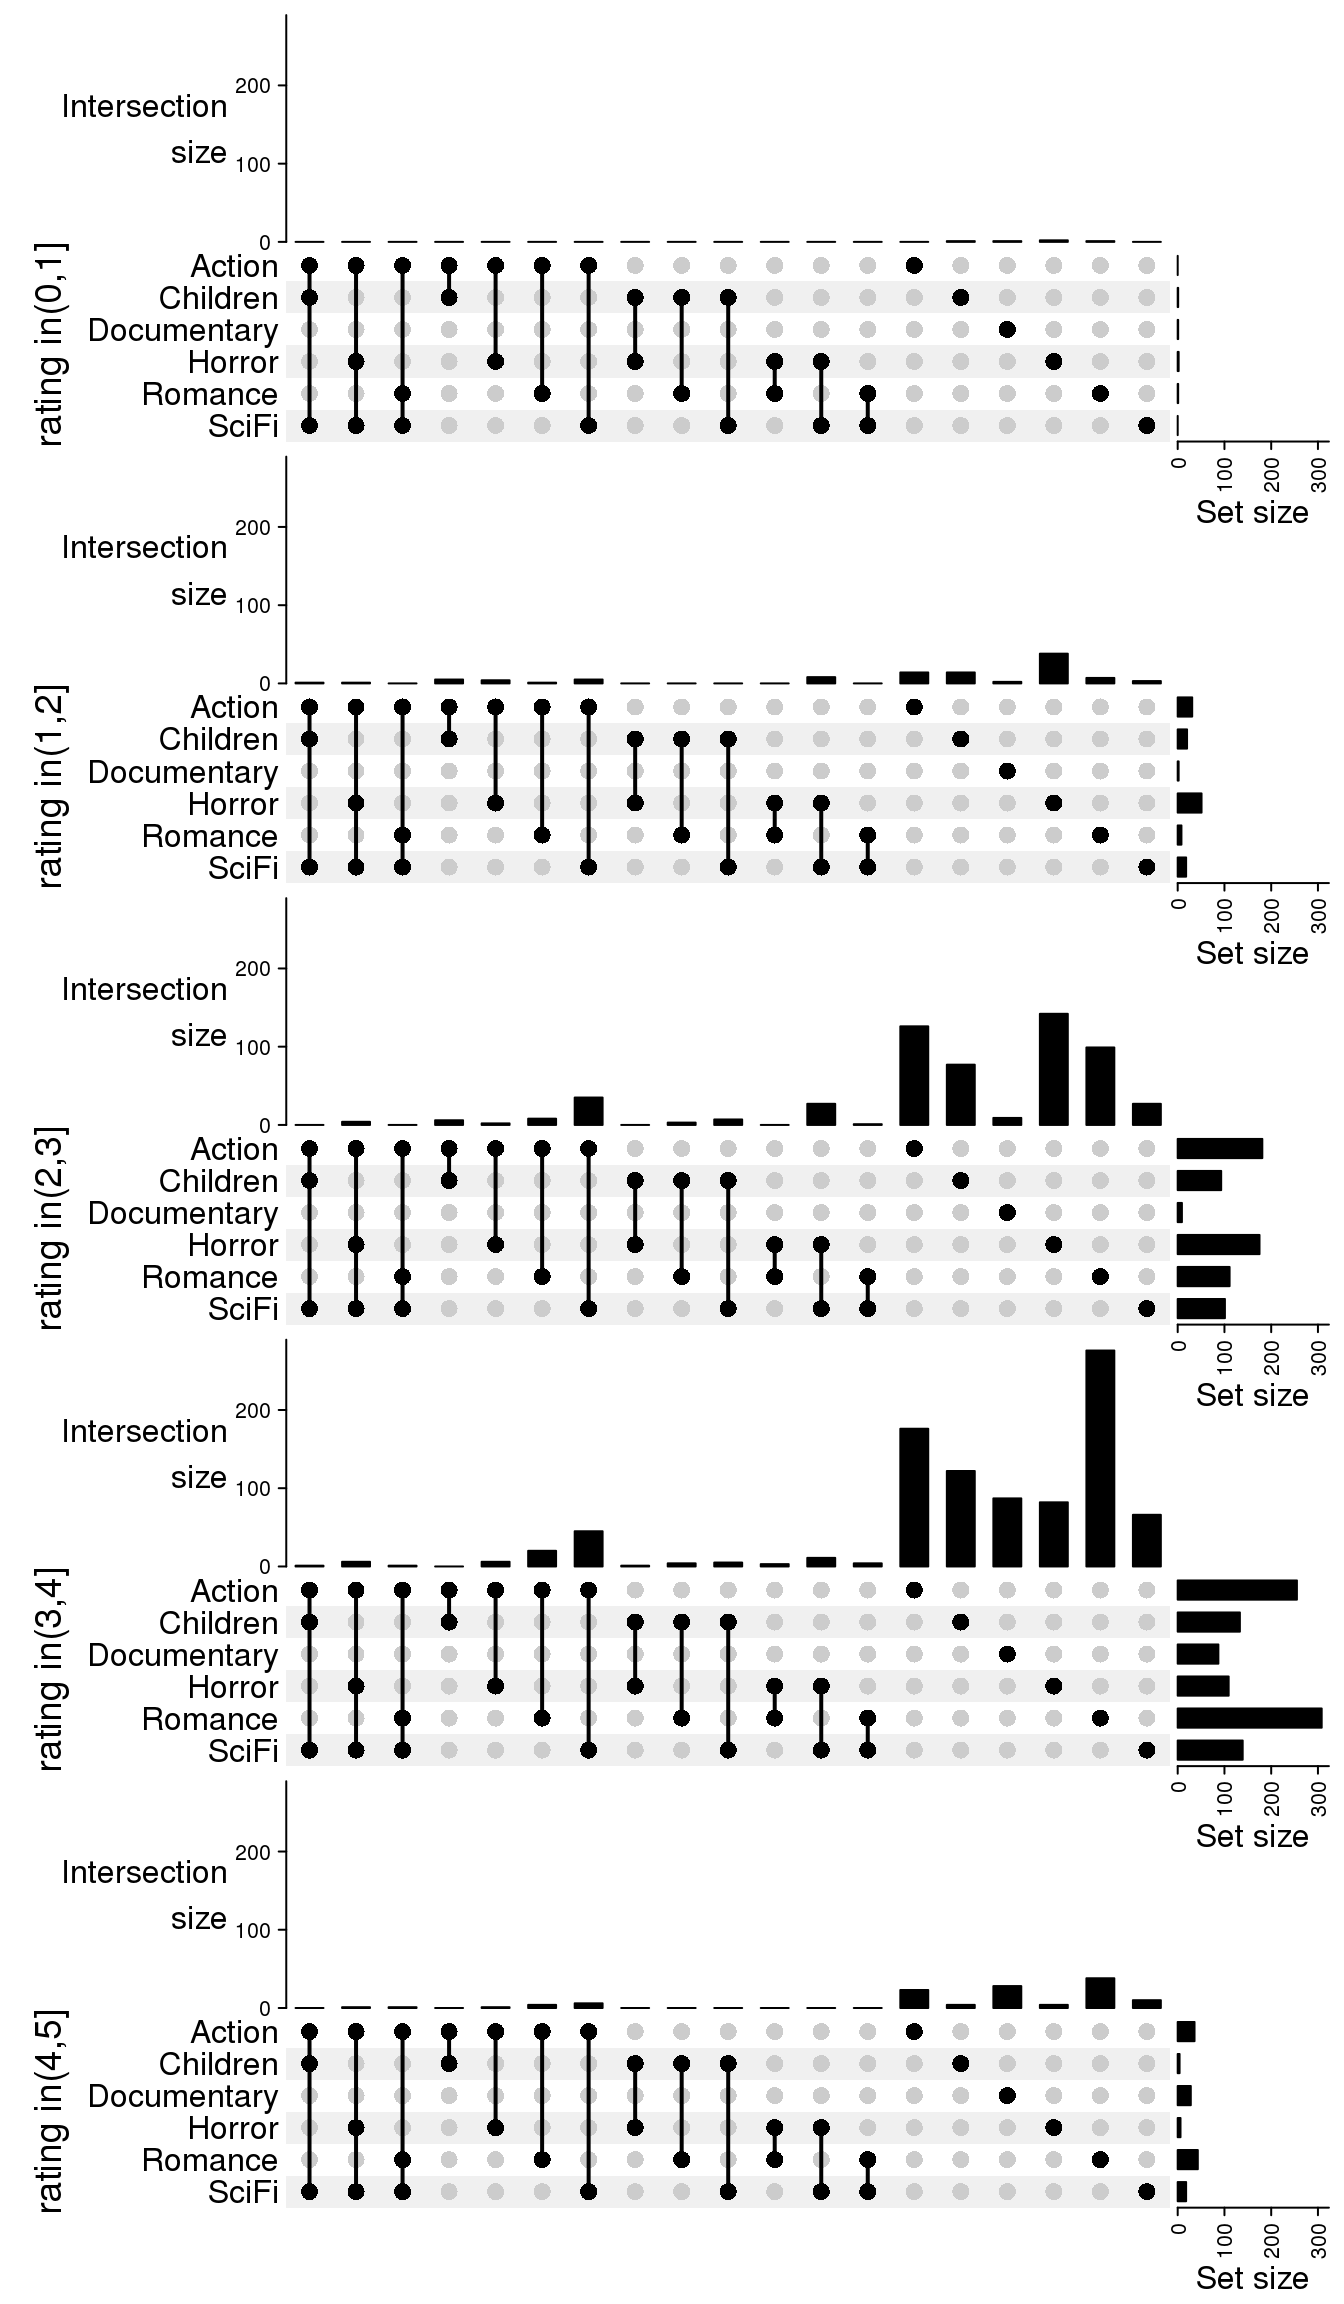 200
Intersection
size
100
0
rating in(0,1]
Action
Children
Documentary
Horror
Romance
SciFi
0 100 200 300
Set size
200
Intersection
size
100
0
rating in(1,2]
Action
Children
Documentary
Horror
Romance
SciFi
0 100 200 300
Set size
200
Intersection
size
100
0
rating in(2,3]
Action
Children
Documentary
Horror
Romance
SciFi
0 100 200 300
Set size
200
Intersection
size
100
0
rating in(3,4]
Action
Children
Documentary
Horror
Romance
SciFi
0 100 200 300
Set size
200
Intersection
size
100
0
rating in(4,5]
Action
Children
Documentary
Horror
Romance
SciFi
0 100 200 300
Set size